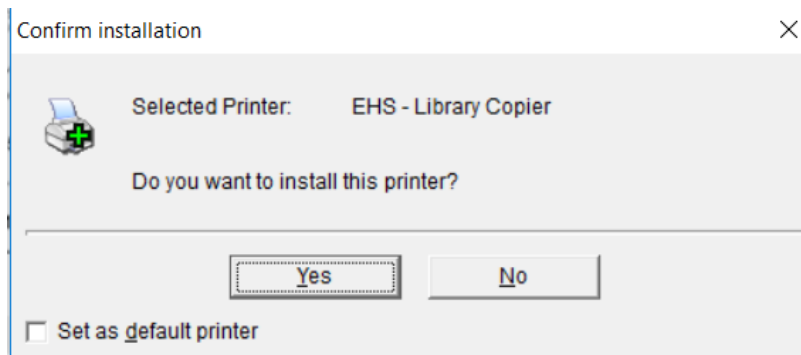 Confirm installation
Selected Printer: EHS - Library Copier
Do you want to install this printer?
Yes No
Set as default printer